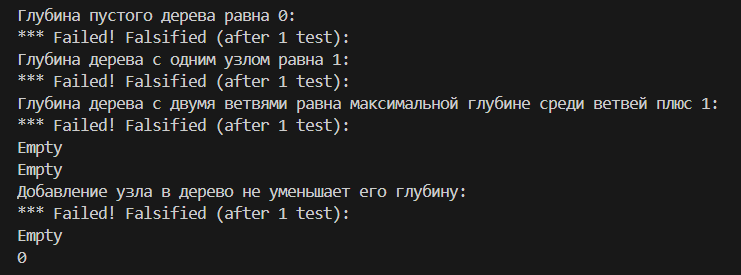 Глубина пустого дерева равна 0:
*** Failed! Falsified (after 1 test):
Глубина дерева с одним узлом равна 1:
*** Failed! Falsified (after 1 test):
Глубина дерева с двумя ветвями равна максимальной глубине среди ветвей плюс 1:
*** Failed! Falsified (after 1 test):
Empty
Empty
Добавление узла в дерево не уменьшает его глубину:
*** Failed! Falsified (after 1 test):
Empty
0